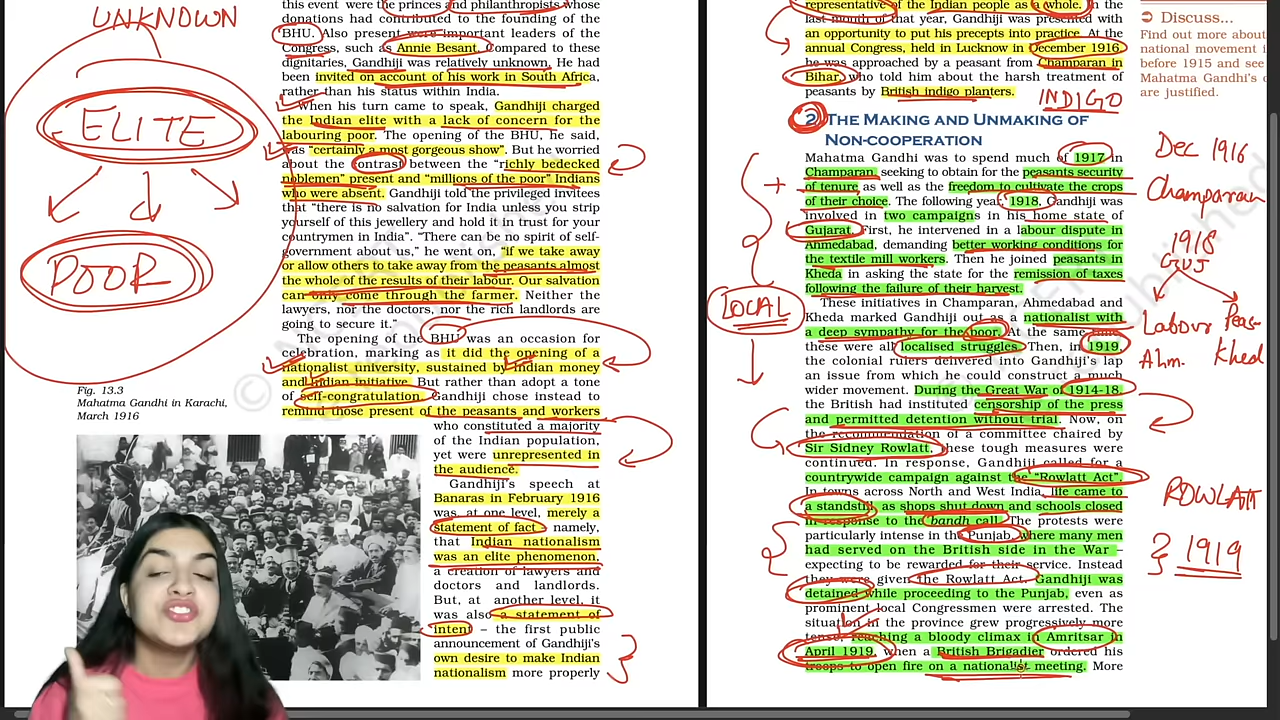 UNKNOWN
ELITE
POOR
this event were the princes and philanthropists whose
donations had contributed to the founding of the
BHU. Also present were important leaders of the
Congress, such as Annie Besant. Compared to these
dignitaries, Gandhiji was relatively unknown. He had
been invited on account of his work in South Africa,
rather than his status within India.
When his turn came to speak, Gandhiji charged
the Indian elite with a lack of concern for the
labouring poor. The opening of the BHU, he said,
was "certainly a most gorgeous show". But he worried
about the contrast between the "richly bedecked
noblemen" present and "millions of the poor" Indians
who were absent. Gandhiji told the privileged invitees
that "there is no salvation for India unless you strip
yourself of this jewellery and hold it in trust for your
countrymen in India". "There can be no spirit of self-
government about us," he went on, "if we take away
or allow others to take away from the peasants almost
the whole of the results of their labour. Our salvation
can only come through the farmer. Neither the
lawyers, nor the doctors, nor the rich landlords are
going to secure it."
The opening of the BHU was an occasion for
celebration, marking as it did the opening of a
nationalist university, sustained by Indian money
and Indian initiative. But rather than adopt a tone
of self-congratulation, Gandhiji chose instead to
remind those present of the peasants and workers
who constituted a majority
of the Indian population,
yet were unrepresented in
the audience.
Gandhiji's speech at
Banaras in February 1916
was, at one level, merely a
statement of fact – namely,
that Indian nationalism
was an elite phenomenon,
a creation of lawyers and
doctors and landlords.
But, at another level, it
was also a statement of
intent – the first public
announcement of Gandhiji's
own desire to make Indian
nationalism more properly
Fig. 13.3
Mahatma Gandhi in Karachi,
March 1916
representative of the Indian people as a whole. In the
last month of that year, Gandhiji was presented with
an opportunity to put his precepts into practice. At the
annual Congress, held in Lucknow in December 1916,
he was approached by a peasant from Champaran in
Bihar, who told him about the harsh treatment of
peasants by British indigo planters.
INDIGO
2. THE MAKING AND UNMAKING OF
NON-COOPERATION
Mahatma Gandhi was to spend much of 1917 in
Champaran, seeking to obtain for the peasants security
of tenure as well as the freedom to cultivate the crops
of their choice. The following year, 1918, Gandhiji was
involved in two campaigns in his home state of
Gujarat. First, he intervened in a labour dispute in
Ahmedabad, demanding better working conditions for
the textile mill workers. Then he joined peasants in
Kheda in asking the state for the remission of taxes
following the failure of their harvest.
These initiatives in Champaran, Ahmedabad and
Kheda marked Gandhiji out as a nationalist with
a deep sympathy for the poor. At the same time,
these were all localised struggles. Then, in 1919,
the colonial rulers delivered into Gandhiji's lap
an issue from which he could construct a much
wider movement. During the Great War of 1914-18,
the British had instituted censorship of the press
and permitted detention without trial. Now, on
the recommendation of a committee chaired by
Sir Sidney Rowlatt, these tough measures were
continued. In response, Gandhiji called for a
countrywide campaign against the "Rowlatt Act".
In towns across North and West India, life came to
a standstill, as shops shut down and schools closed
in response to the bandh call. The protests were
particularly intense in the Punjab, where many men
had served on the British side in the War –
expecting to be rewarded for their service. Instead
they were given the Rowlatt Act. Gandhiji was
detained while proceeding to the Punjab, even as
prominent local Congressmen were arrested. The
situation in the province grew progressively more
tense, reaching a bloody climax in Amritsar in
April 1919, when a British Brigadier ordered his
troops to open fire on a nationalist meeting. More
LOCAL
Discuss...
Find out more about
national movement i
before 1915 and see
Mahatma Gandhi's
are justified.
Dec 1916
Champaran
1918
GUJ
Labour
Ahm.
Peas-
Khed
ROWLATT
1919